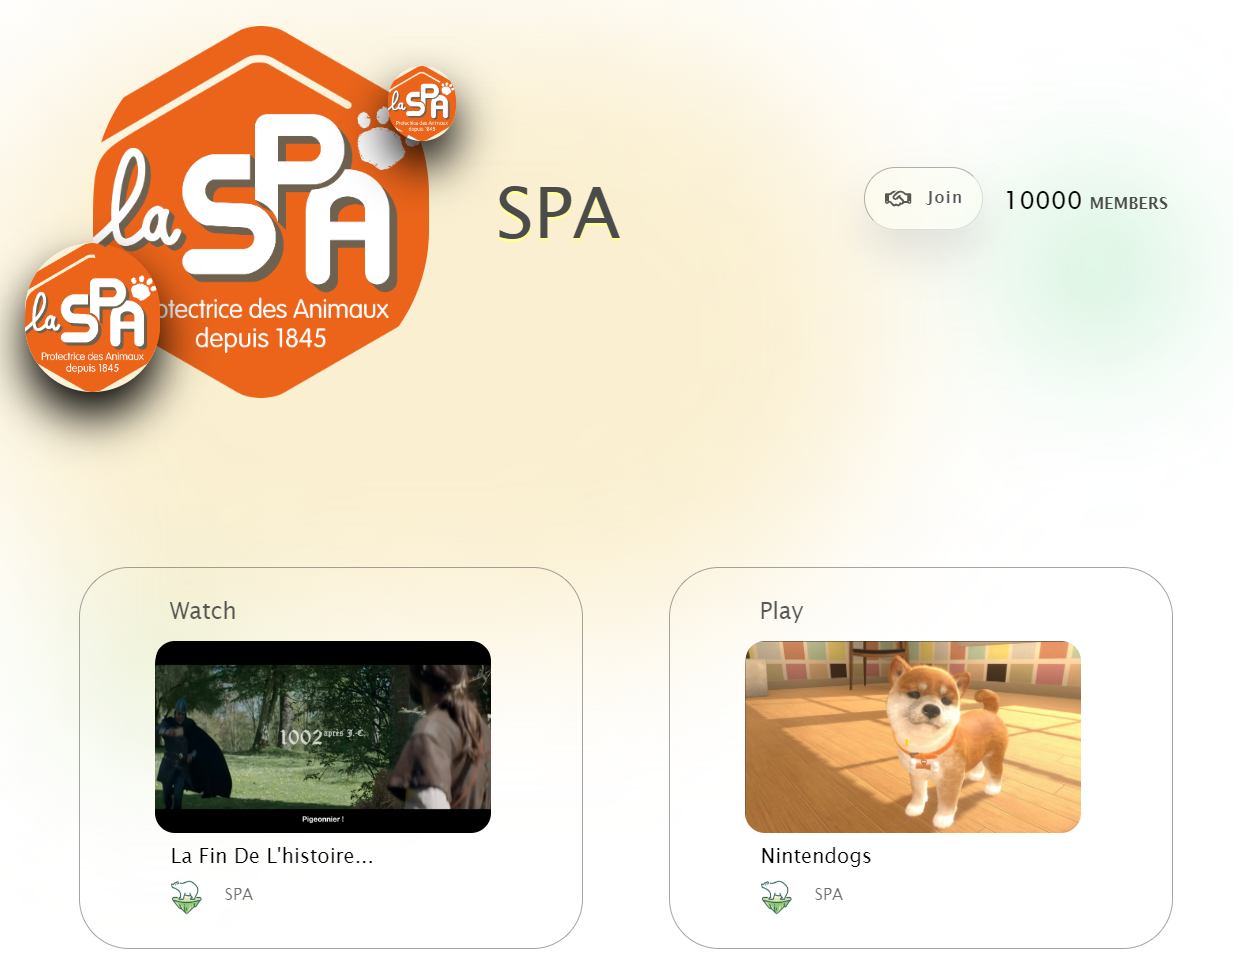 la SPA
otectrice des Animaux
depuis 1845
la SPA
Protectrice des Animaux
depuis 1845
la SPA
Protectrice des Animaux
depuis 1845
SPA
Join
10000 MEMBERS
Watch
1002 après J.-C.
Pigeonnier !
La Fin De L'histoire...
SPA
Play
Nintendogs
SPA